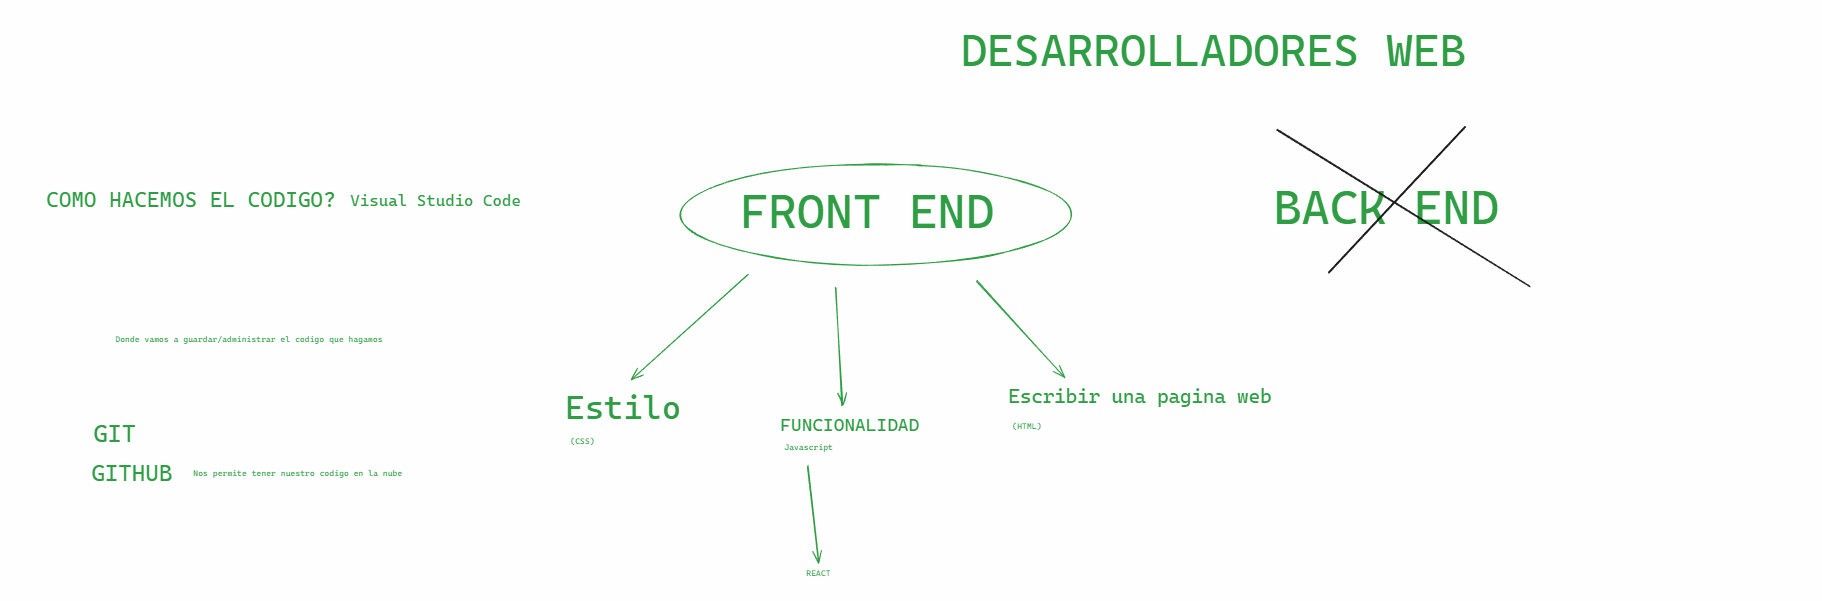 DESARROLLADORES WEB
COMO HACEMOS EL CODIGO? Visual Studio Code
FRONT END
BACK END
Donde vamos a guardar/administrar el codigo que hagamos
GIT
GITHUB Nos permite tener nuestro codigo en la nube
Estilo
(CSS)
FUNCIONALIDAD
Javascript
REACT
Escribir una pagina web
(HTML)